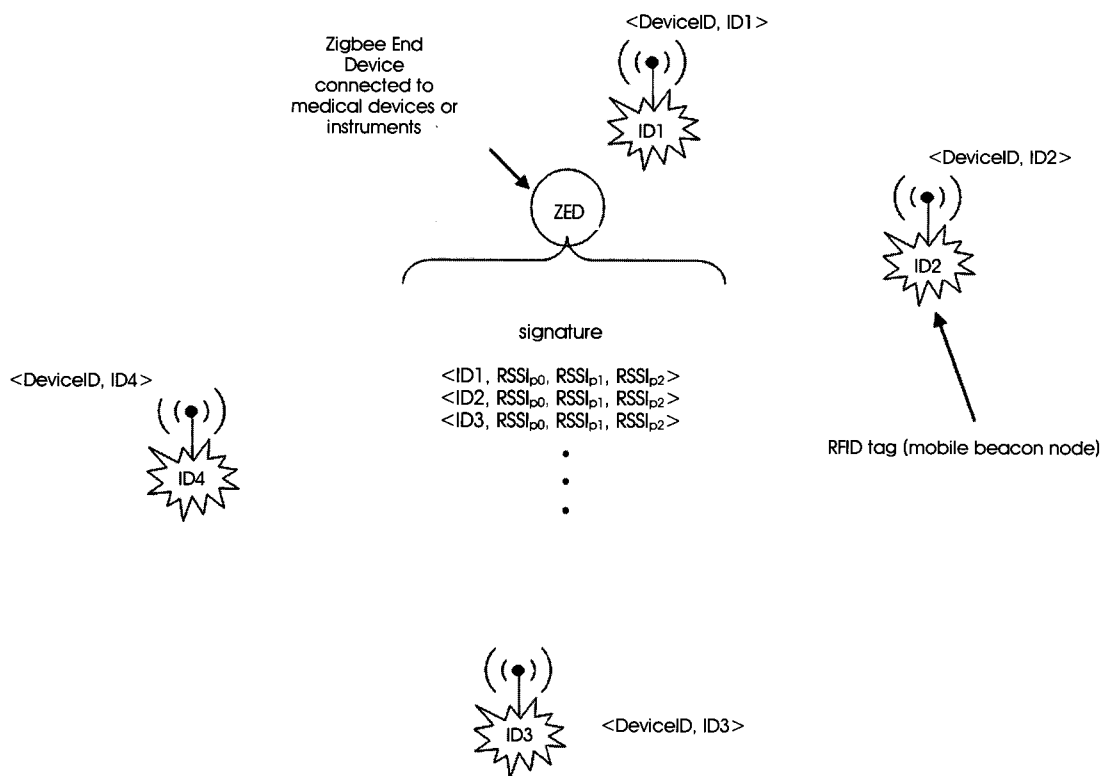 <DeviceID, ID1>
Zigbee End
Device
connected to
medical devices or
instruments
ID1
<DeviceID, ID2>
ZED
ID2
signature
<ID1, RSSIp0, RSSIp1, RSSIp2>
<ID2, RSSIp0, RSSIp1, RSSIp2>
<ID3, RSSIp0, RSSIp1, RSSIp2>
<DeviceID, ID4>
RFID tag (mobile beacon node)
ID4
ID3
<DeviceID, ID3>